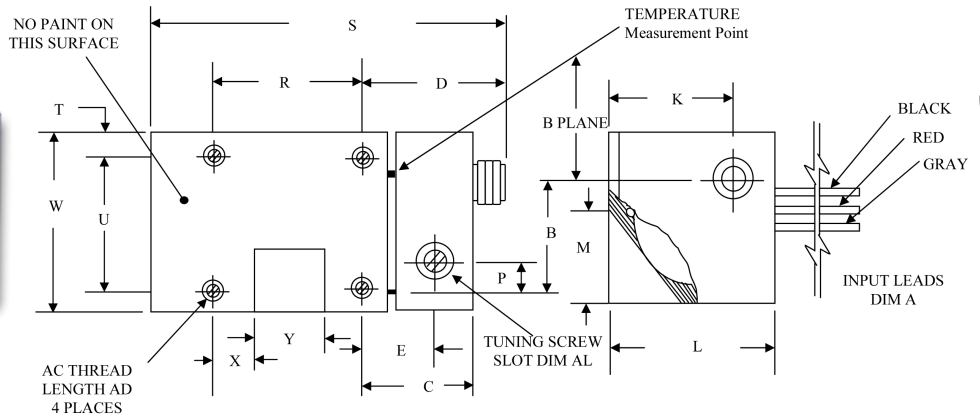 NO PAINT ON
THIS SURFACE
S
TEMPERATURE
Measurement Point
R
D
K
T
B PLANE
BLACK
RED
GRAY
W
U
B
M
P
INPUT LEADS
DIM A
X
Y
E
C
TUNING SCREW
SLOT DIM AL
L
AC THREAD
LENGTH AD
4 PLACES